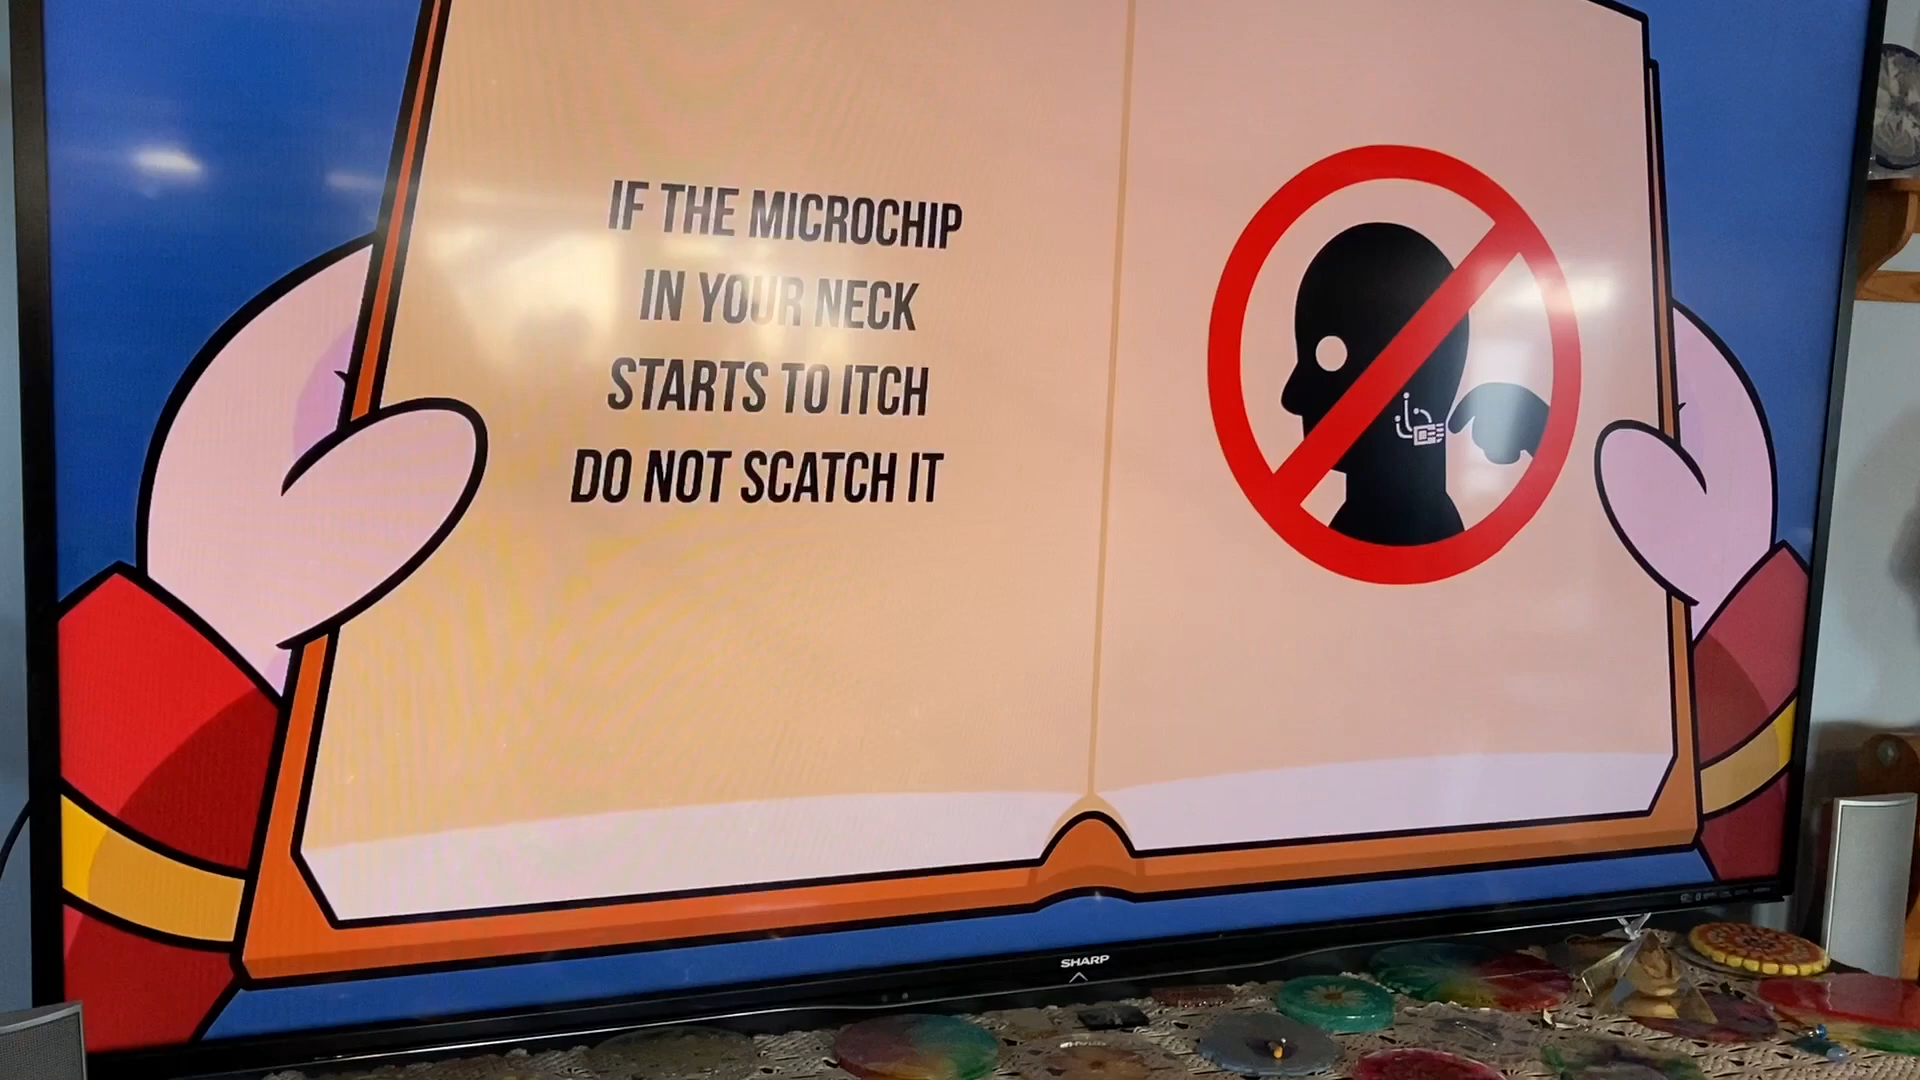 IF THE MICROCHIP
IN YOUR NECK
STARTS TO ITCH
DO NOT SCATCH IT
SHARP